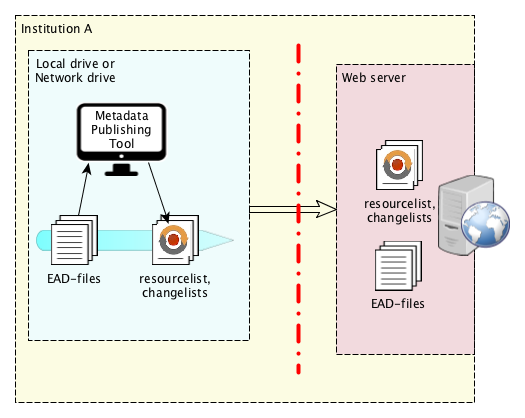 Institution A
Local drive or
Network drive
Metadata
Publishing
Tool
EAD-files
resourcelist,
changelists
Web server
resourcelist,
changelists
EAD-files